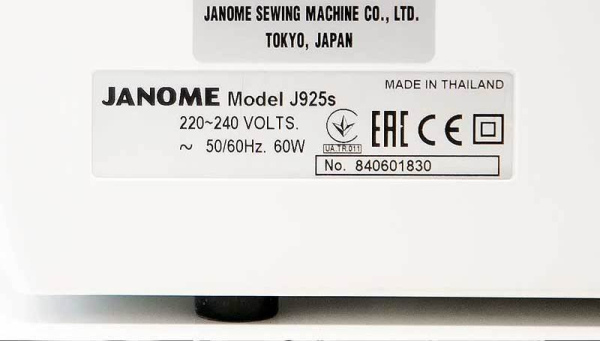 JANOME SEWING MACHINE CO., LTD.
TOKYO, JAPAN
MADE IN THAILAND
JANOME Model J925s
220~240 VOLTS.
~ 50/60Hz. 60W
UA.TR.011
EAC CE
No. 840601830